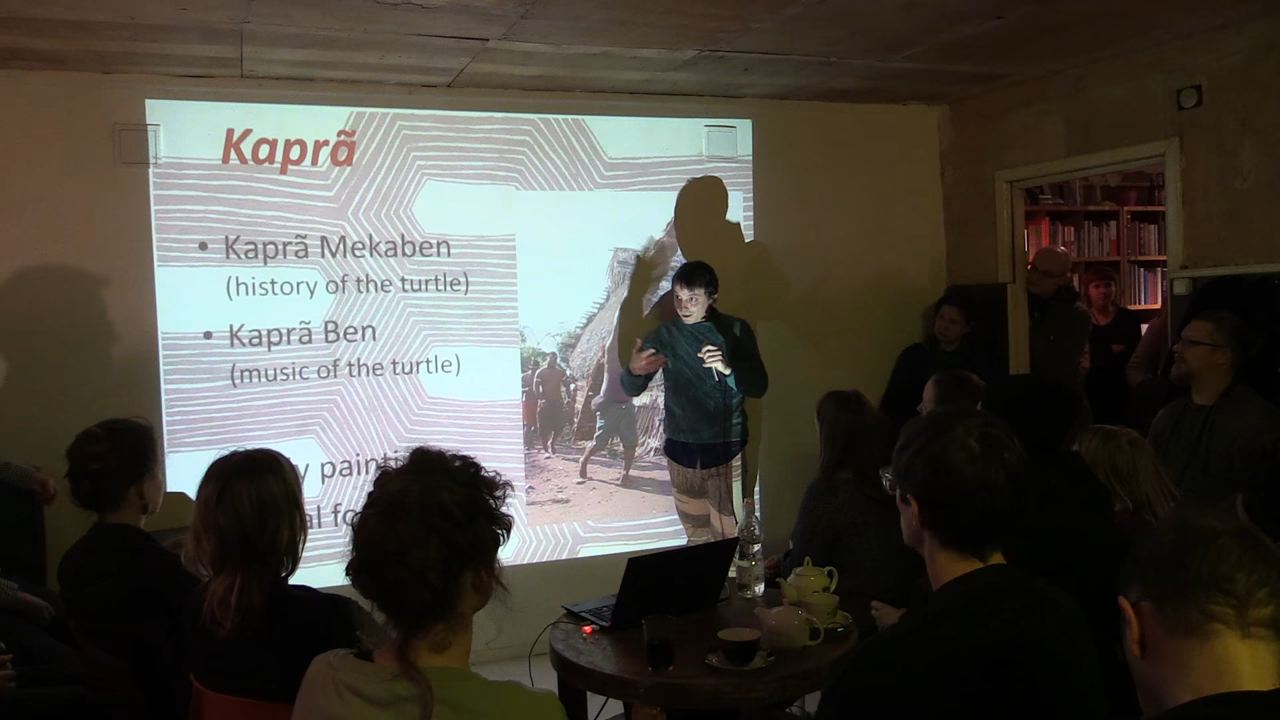 Kaprã
• Kaprã Mekaben
(history of the turtle)
• Kaprã Ben
(music of the turtle)